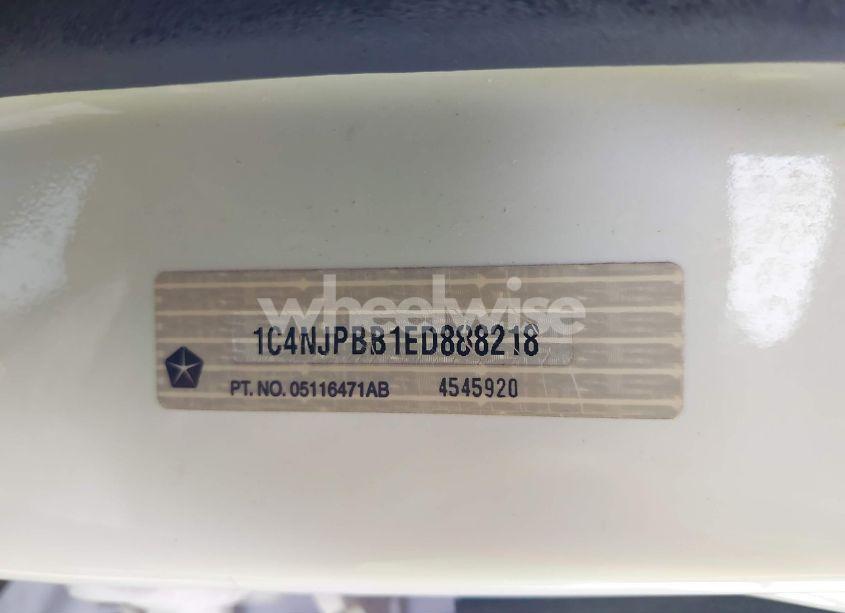 wheelwise
1C4NJPBB1ED888218
PT. NO. 05116471AB 4545920